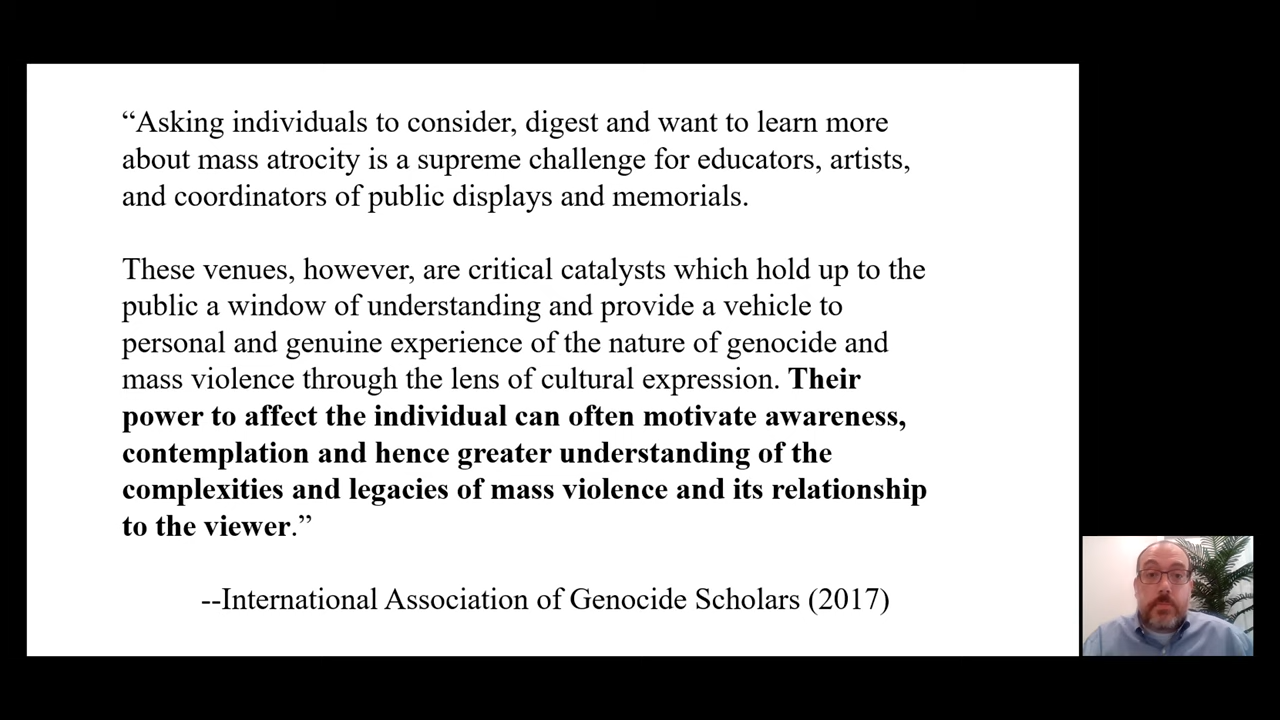 “Asking individuals to consider, digest and want to learn more
about mass atrocity is a supreme challenge for educators, artists,
and coordinators of public displays and memorials.
These venues, however, are critical catalysts which hold up to the
public a window of understanding and provide a vehicle to
personal and genuine experience of the nature of genocide and
mass violence through the lens of cultural expression. Their
power to affect the individual can often motivate awareness,
contemplation and hence greater understanding of the
complexities and legacies of mass violence and its relationship
to the viewer.”
--International Association of Genocide Scholars (2017)